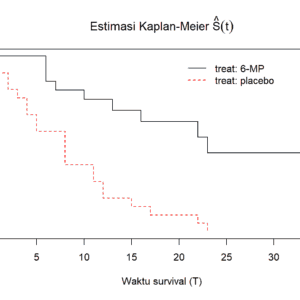 Estimasi Kaplan-Meier Ŝ(t)
treat: 6-MP
treat: placebo
5 10 15 20 25 30
Waktu survival (T)